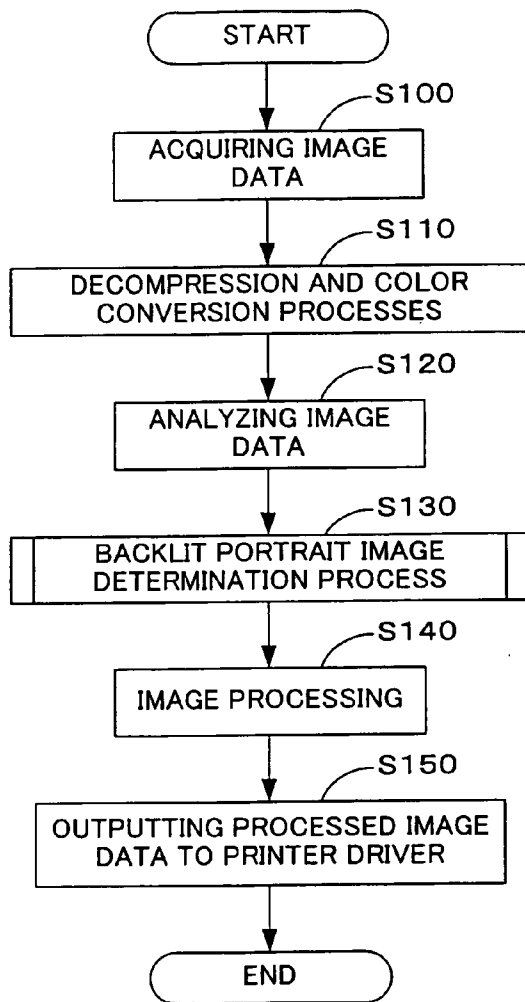 START
S100
ACQUIRING IMAGE
DATA
S110
DECOMPRESSION AND COLOR
CONVERSION PROCESSES
S120
ANALYZING IMAGE
DATA
S130
BACKLIT PORTRAIT IMAGE
DETERMINATION PROCESS
S140
IMAGE PROCESSING
S150
OUTPUTTING PROCESSED IMAGE
DATA TO PRINTER DRIVER
END